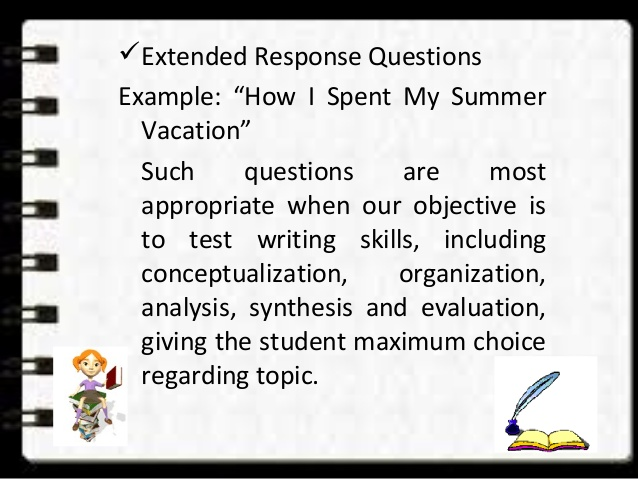 ✓Extended Response Questions
Example: “How I Spent My Summer
Vacation”
Such questions are most
appropriate when our objective is
to test writing skills, including
conceptualization, organization,
analysis, synthesis and evaluation,
giving the student maximum choice
regarding topic.